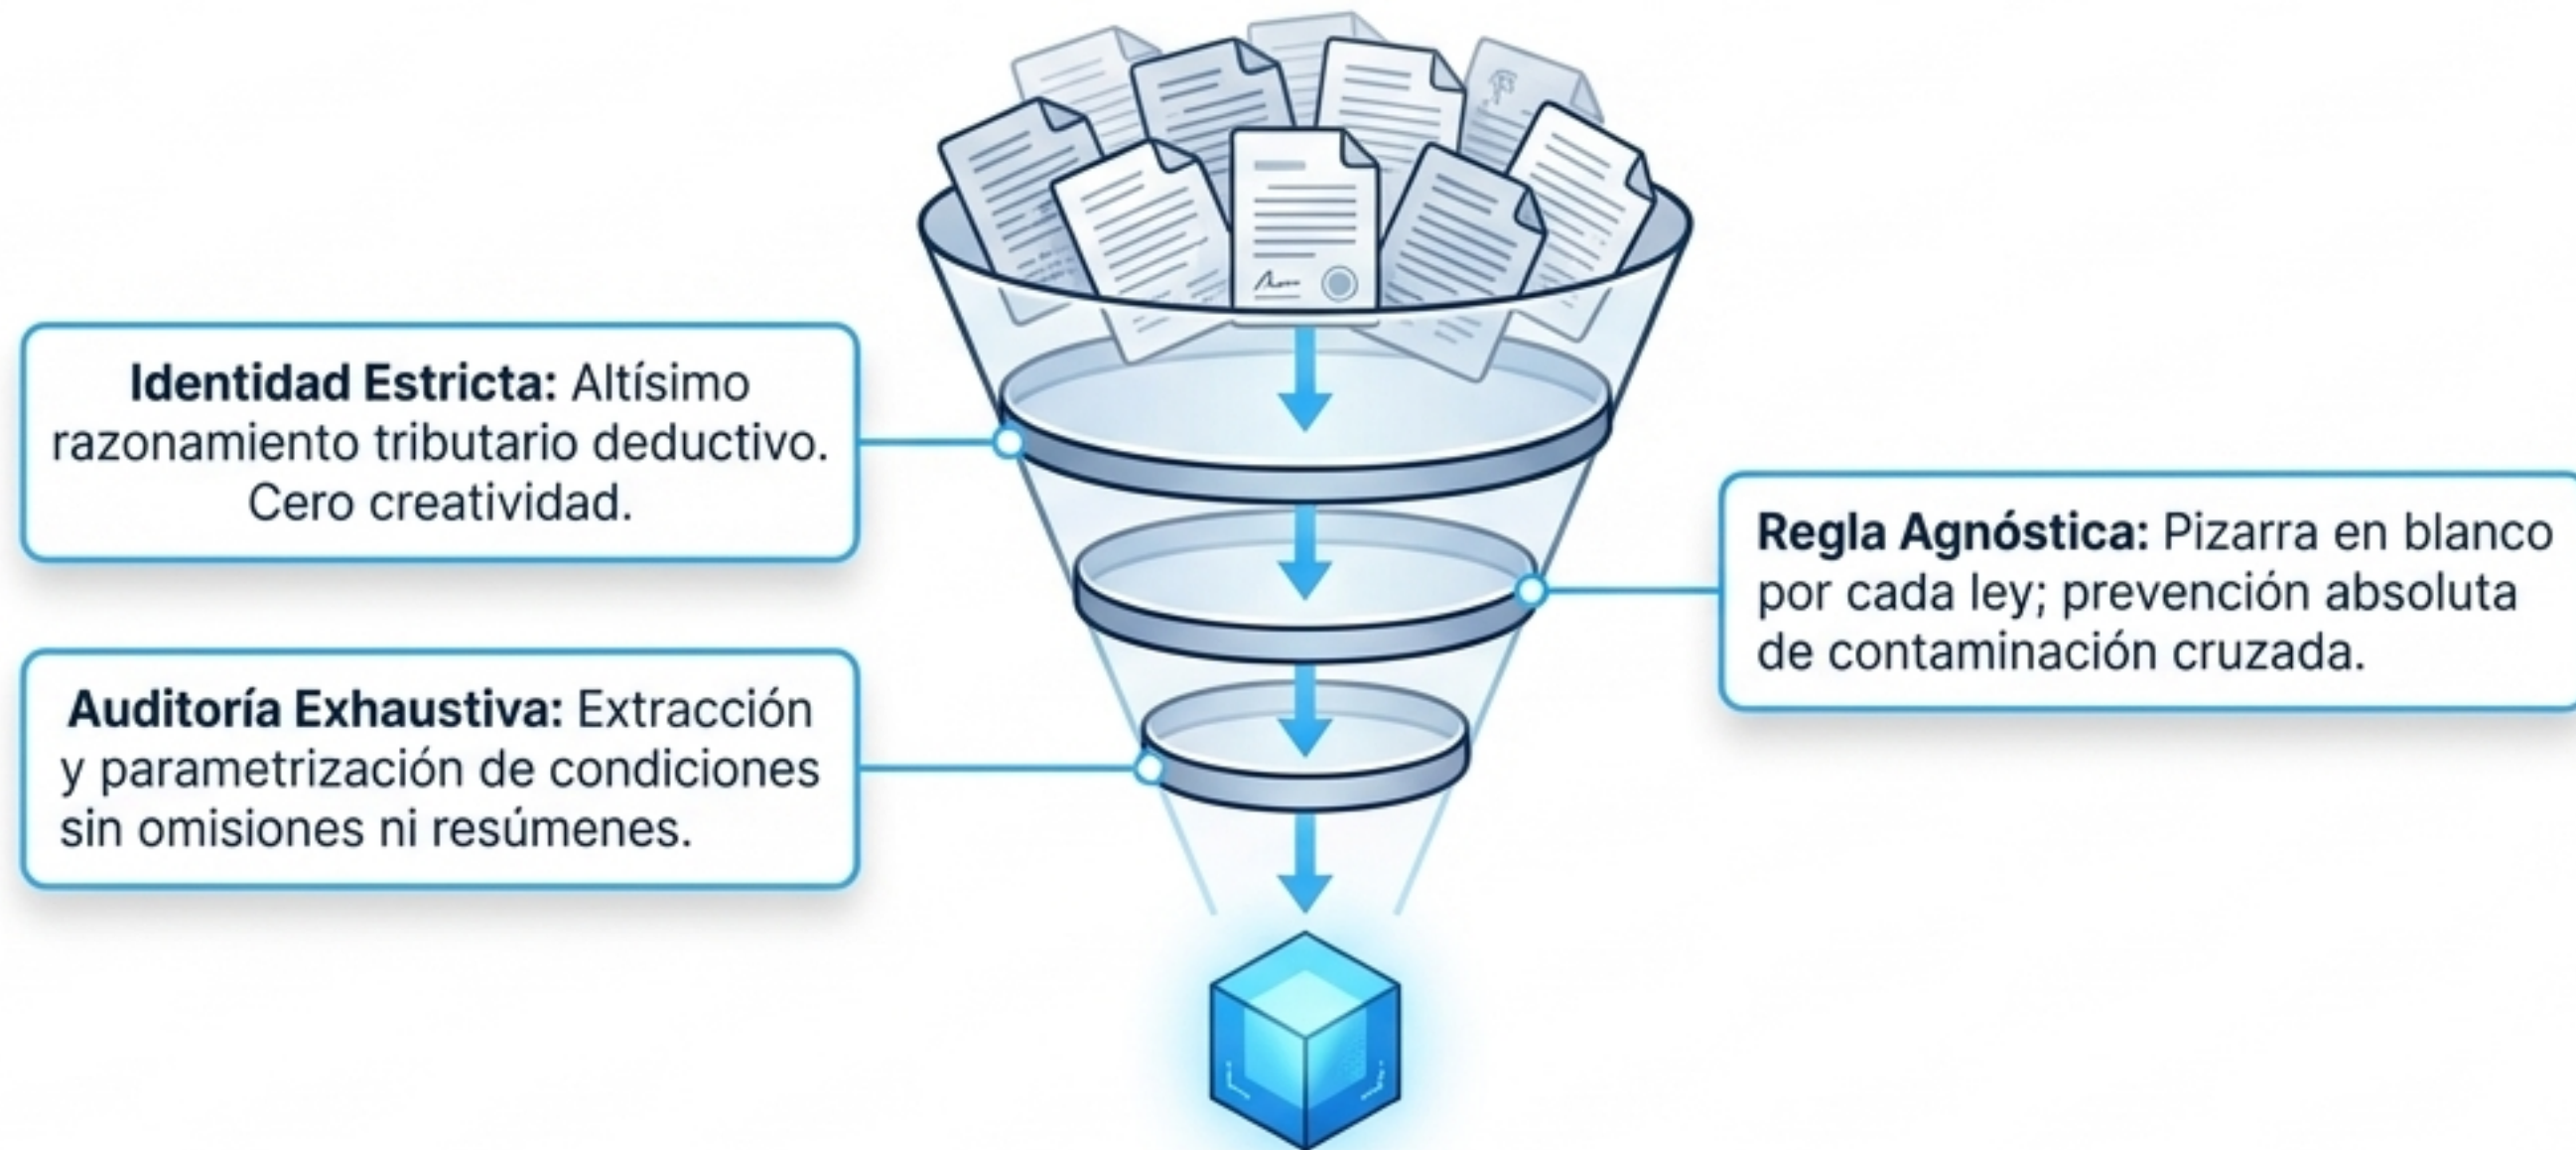 Identidad Estricta: Altísimo
razonamiento tributario deductivo.
Cero creatividad.
Regla Agnóstica: Pizarra en blanco
por cada ley; prevención absoluta
de contaminación cruzada.
Auditoría Exhaustiva: Extracción
y parametrización de condiciones
sin omisiones ni resúmenes.